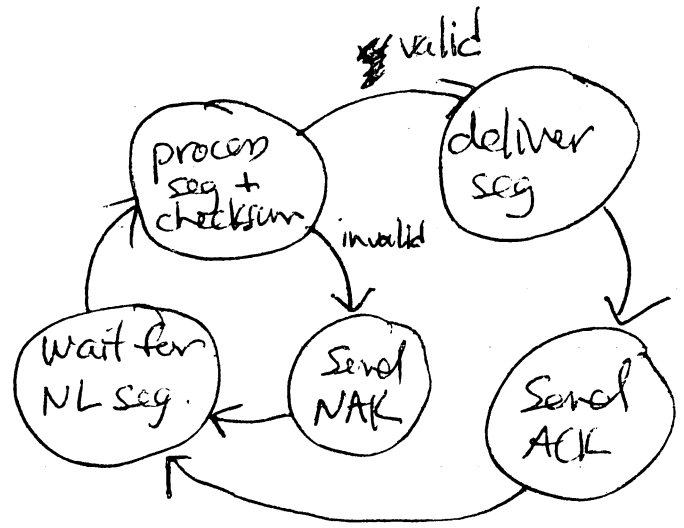 valid
process
seg +
checksum
deliver
seg
invalid
wait for
NL seg.
Send
NAK
Send
ACK